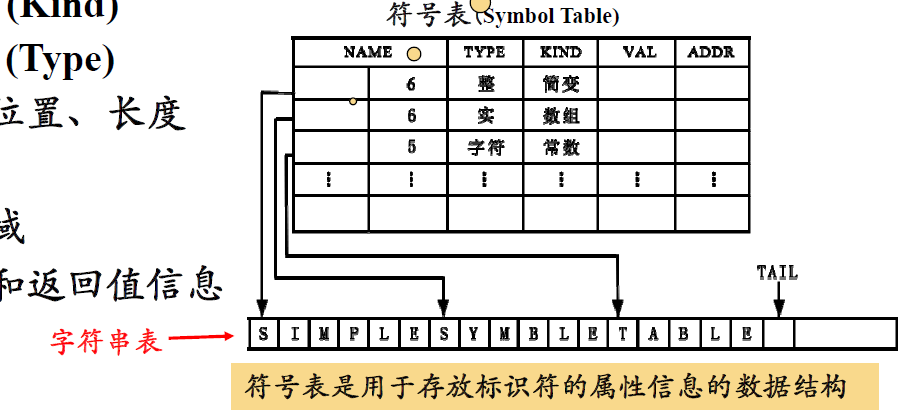 (Kind)
(Type)
位置、长度
域
和返回值信息
符号表(Symbol Table)
NAME TYPE KIND VAL ADDR
6 整 简变
6 实 数组
5 字符 常数
⋮ ⋮ ⋮ ⋮ ⋮ ⋮
TAIL
字符串表
S I M P L E S Y M B L E T A B L E
符号表是用于存放标识符的属性信息的数据结构